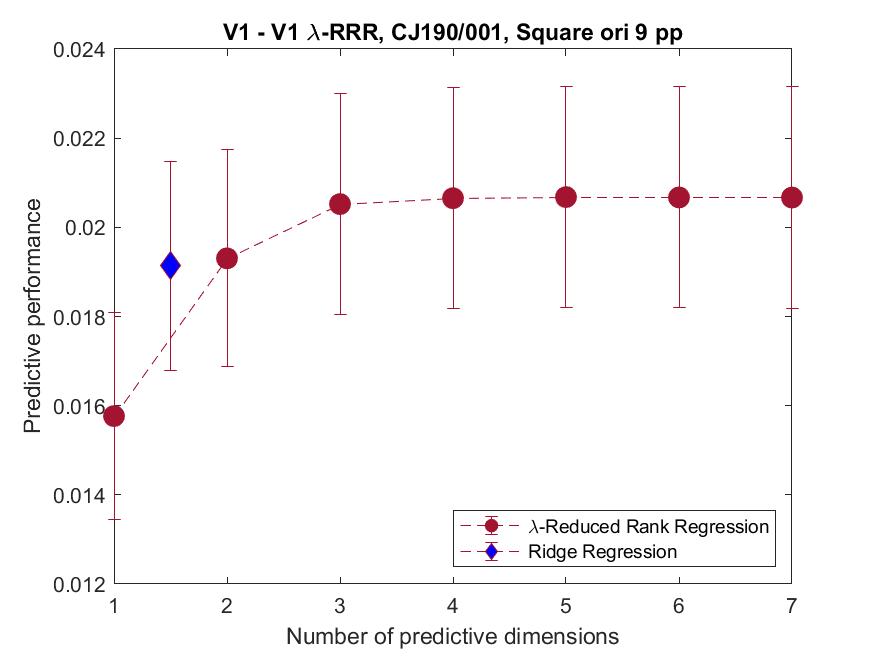 V1 - V1 λ-RRR, CJ190/001, Square ori 9 pp
0.024
0.022
0.02
0.018
0.016
0.014
0.012
Predictive performance
λ-Reduced Rank Regression
Ridge Regression
1 2 3 4 5 6 7
Number of predictive dimensions